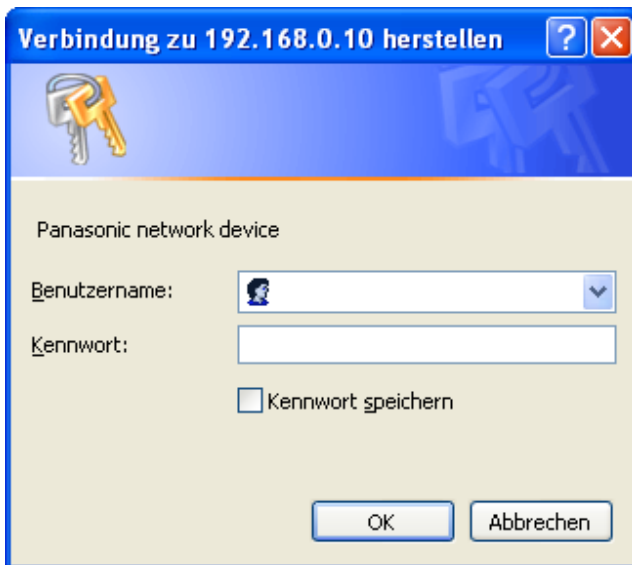 Verbindung zu 192.168.0.10 herstellen
Panasonic network device
Benutzername:
Kennwort:
Kennwort speichern
OK Abbrechen